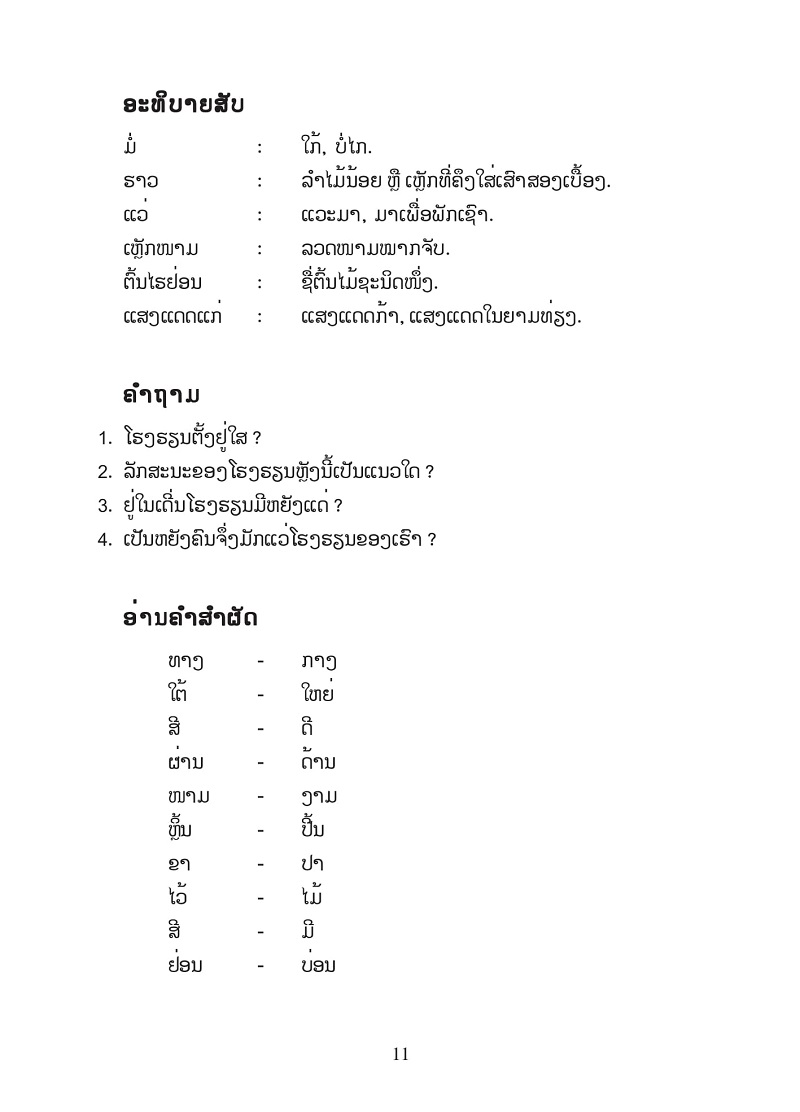 ອະທິບາຍສັບ
ມໍ່ : ໃກ້, ບໍ່ໄກ.
ຮາວ : ລຳໄມ້ນ້ອຍ ຫຼື ເຫຼັກທີ່ຄຶງໃສ່ເສົາສອງເບື້ອງ.
ແວ່ : ແວະມາ, ມາເພື່ອພັກເຊົາ.
ເຫຼັກໜາມ : ລວດໜາມໝາກຈັບ.
ຕົ້ນໄຮຢ່ອນ : ຊື່ຕົ້ນໄມ້ຊະນິດໜຶ່ງ.
ແສງແດດແກ່ : ແສງແດດກ້າ, ແສງແດດໃນຍາມທ່ຽງ.
ຄຳຖາມ
1. ໂຮງຮຽນຕັ້ງຢູ່ໃສ ?
2. ລັກສະນະຂອງໂຮງຮຽນຫຼັງນີ້ເປັນແນວໃດ ?
3. ຢູ່ໃນເດີ່ນໂຮງຮຽນມີຫຍັງແດ່ ?
4. ເປັນຫຍັງຄົນຈຶ່ງມັກແວ່ໂຮງຮຽນຂອງເຮົາ ?
ອ່ານຄຳສຳຜັດ
ທາງ - ກາງ
ໃຕ້ - ໃຫຍ່
ສີ - ດີ
ຜ່ານ - ດ້ານ
ໜາມ - ງາມ
ຫຼິ້ນ - ປີ້ນ
ຂາ - ປາ
ໄວ້ - ໄມ້
ສີ - ມີ
ຢ່ອນ - ບ່ອນ
11